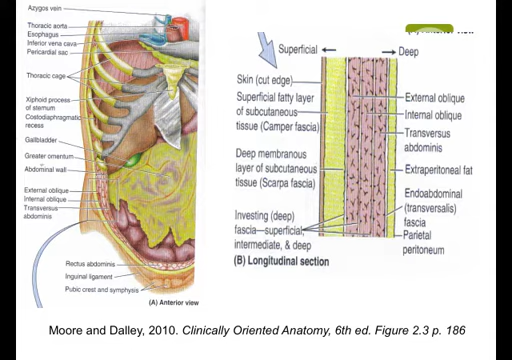 Azygos vein
Thoracic aorta
Esophagus
Inferior vena cava
Pericardial sac
Thoracic cage
Xiphoid process
of sternum
Costodiaphragmatic
recess
Gallbladder
Greater omentum
Abdominal wall
External oblique
Internal oblique
Transversus
abdominis
Rectus abdominis
Inguinal ligament
Pubic crest and symphysis
(A) Anterior view
Superficial
Deep
Skin (cut edge)
Superficial fatty layer
of subcutaneous
tissue (Camper fascia)
Deep membranous
layer of subcutaneous
tissue (Scarpa fascia)
Investing (deep)
fascia—superficial,
intermediate, & deep
(B) Longitudinal section
External oblique
Internal oblique
Transversus
abdominis
Extraperitoneal fat
Endoabdominal
(transversalis)
fascia
Parietal
peritoneum
Moore and Dalley, 2010. Clinically Oriented Anatomy, 6th ed. Figure 2.3 p. 186